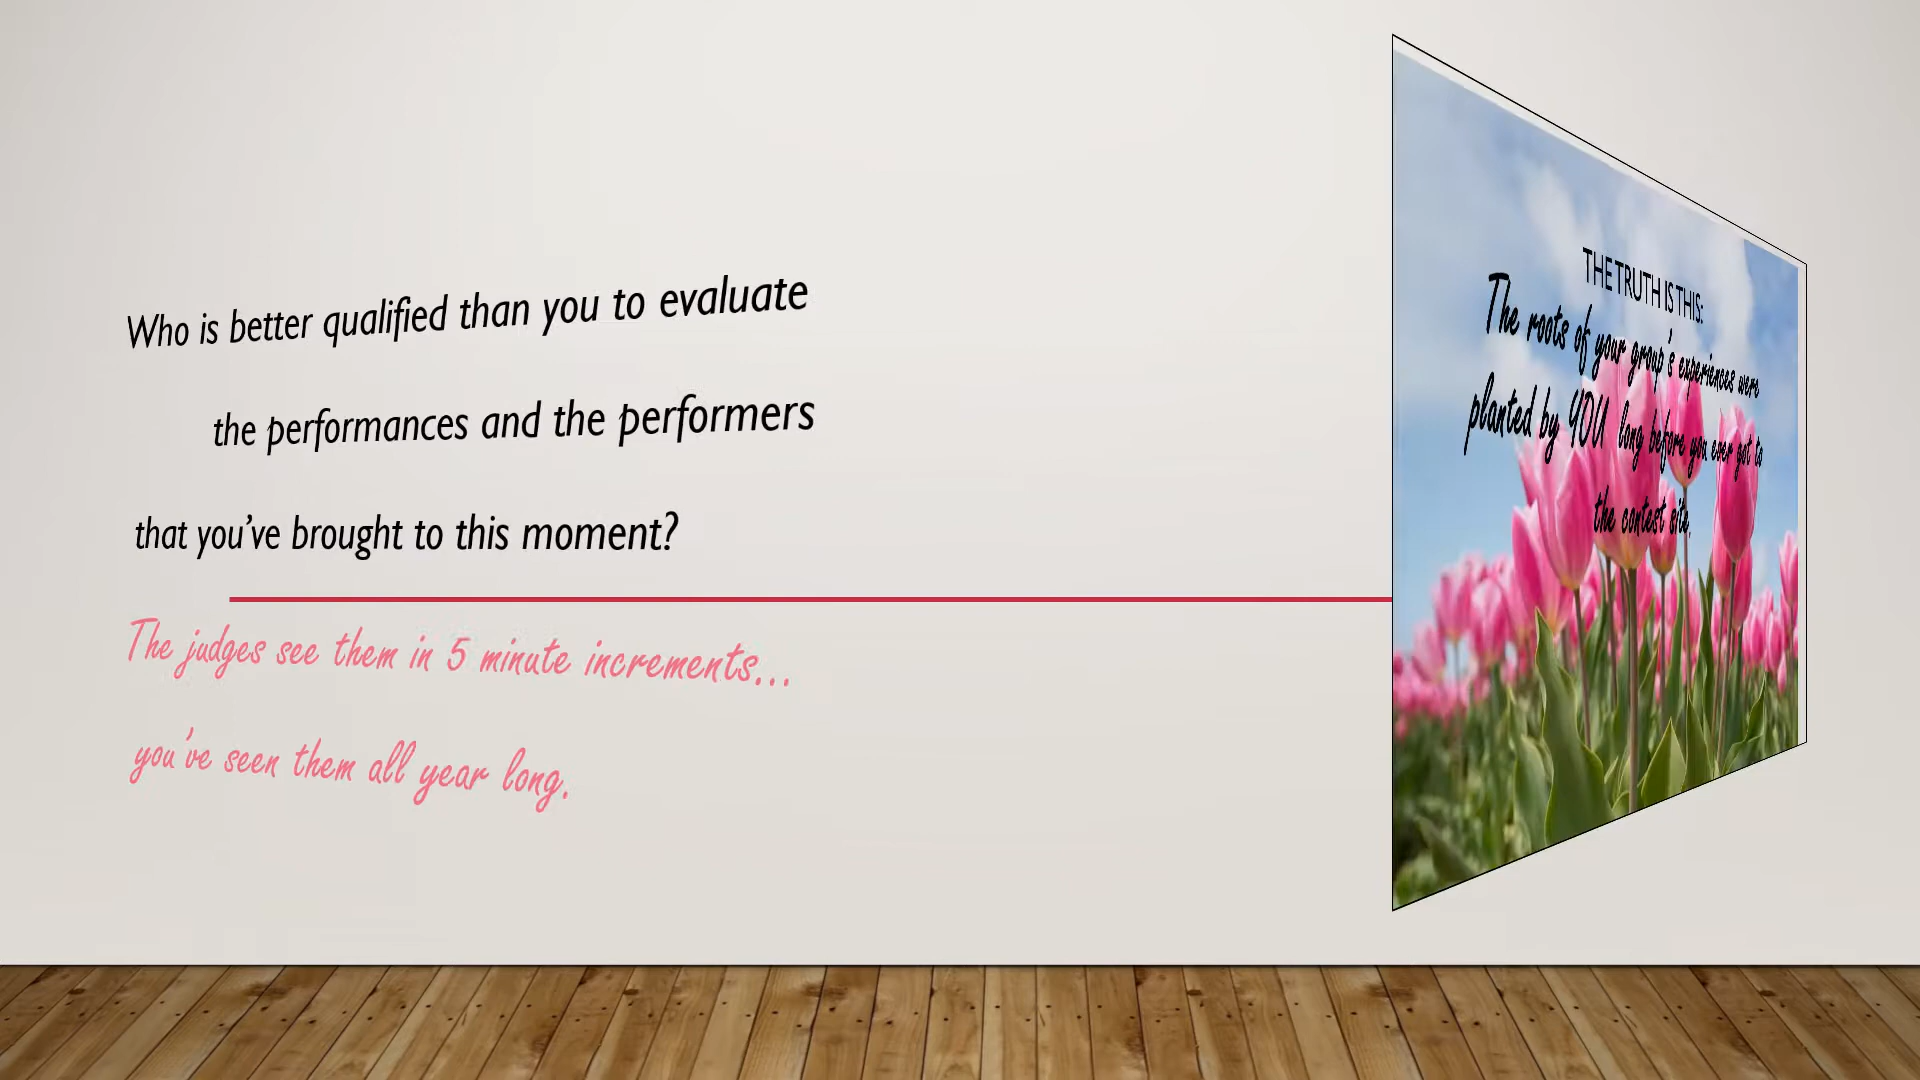 Who is better qualified than you to evaluate
the performances and the performers
that you've brought to this moment?
The judges see them in 5 minute increments...
you've seen them all year long.
THE TRUTH IS THIS:
The roots of your group's experiences were
planted by YOU long before you ever got to
the contest site.